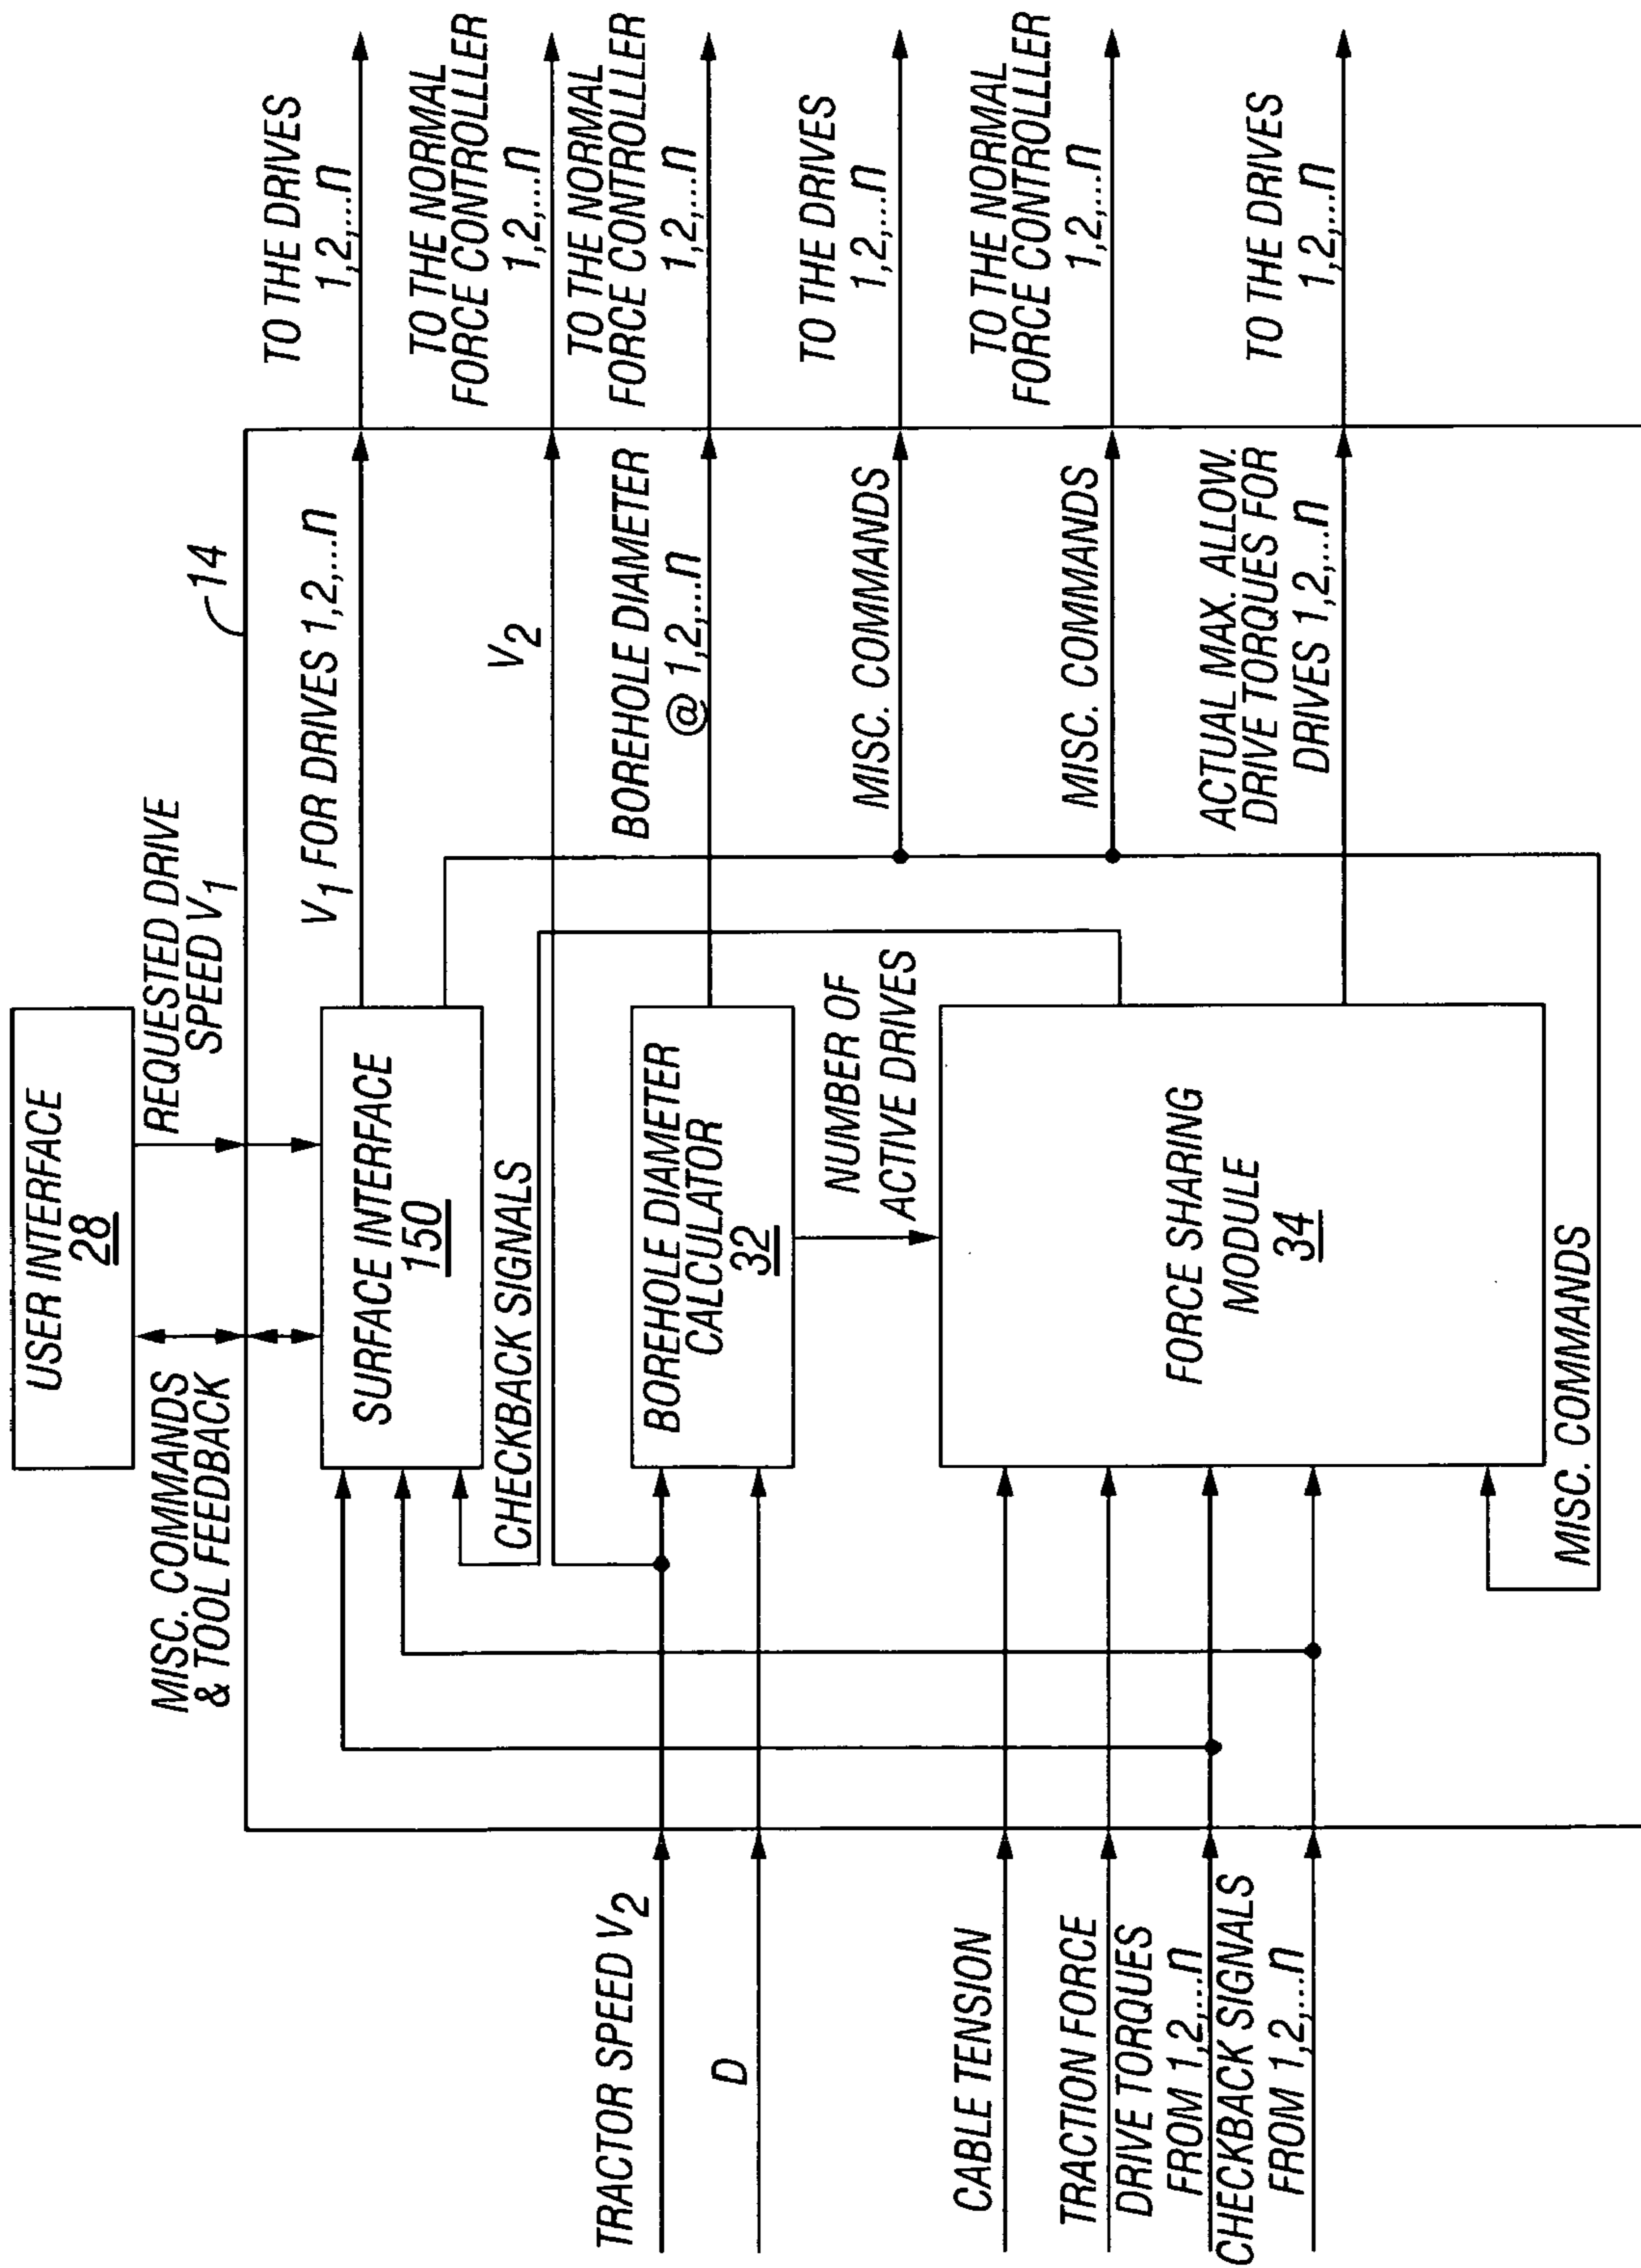 USER INTERFACE
28
MISC. COMMANDS
& TOOL FEEDBACK
REQUESTED DRIVE
SPEED V1
14
SURFACE INTERFACE
150
V1 FOR DRIVES 1,2,...n
TO THE DRIVES
1,2,...n
CHECKBACK SIGNALS
V2
TO THE NORMAL
FORCE CONTROLLLER
1,2,...n
TRACTOR SPEED V2
D
BOREHOLE DIAMETER
CALCULATOR
32
BOREHOLE DIAMETER
@ 1,2,...n
TO THE NORMAL
FORCE CONTROLLLER
1,2,...n
NUMBER OF
ACTIVE DRIVES
MISC. COMMANDS
TO THE DRIVES
1,2,...n
CABLE TENSION
TRACTION FORCE
DRIVE TORQUES
FROM 1,2,...n
CHECKBACK SIGNALS
FROM 1,2,...n
FORCE SHARING
MODULE
34
MISC. COMMANDS
TO THE NORMAL
FORCE CONTROLLLER
1,2,...n
ACTUAL MAX. ALLOW.
DRIVE TORQUES FOR
DRIVES 1,2,...n
TO THE DRIVES
1,2,...n
MISC. COMMANDS